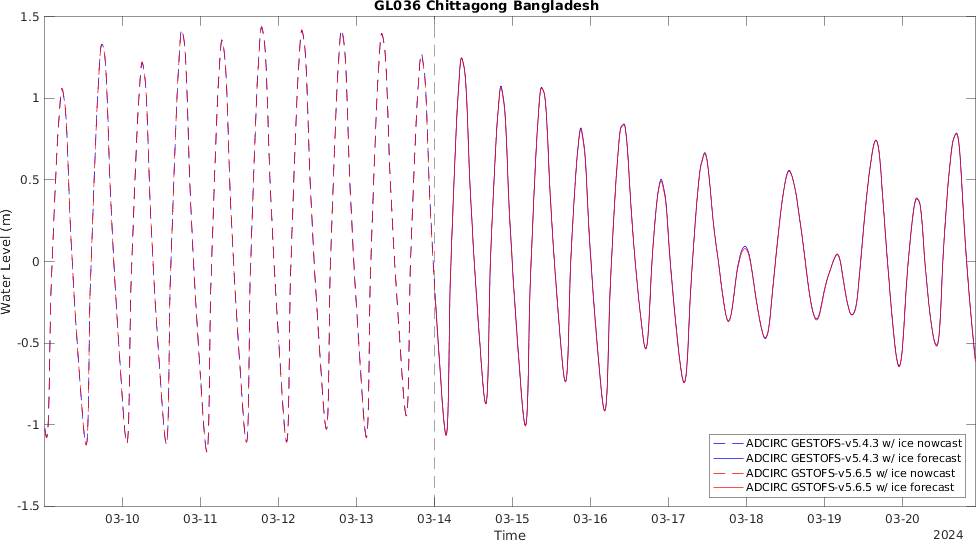 GL036 Chittagong Bangladesh
1.5
1
0.5
0
-0.5
-1
-1.5
Water Level (m)
ADCIRC GESTOFS-v5.4.3 w/ ice nowcast
ADCIRC GESTOFS-v5.4.3 w/ ice forecast
ADCIRC GSTOFS-v5.6.5 w/ ice nowcast
ADCIRC GSTOFS-v5.6.5 w/ ice forecast
03-10 03-11 03-12 03-13 03-14 03-15 03-16 03-17 03-18 03-19 03-20
Time
2024